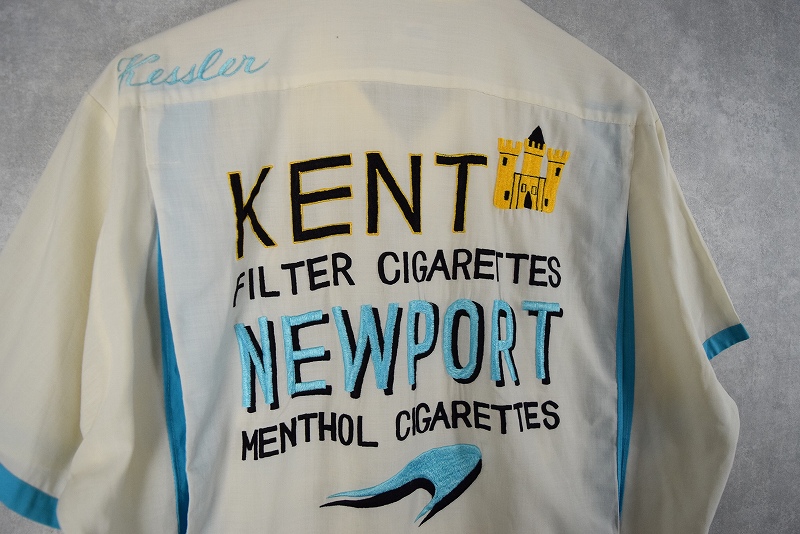 Kessler
KENT
FILTER CIGARETTES
NEWPORT
MENTHOL CIGARETTES